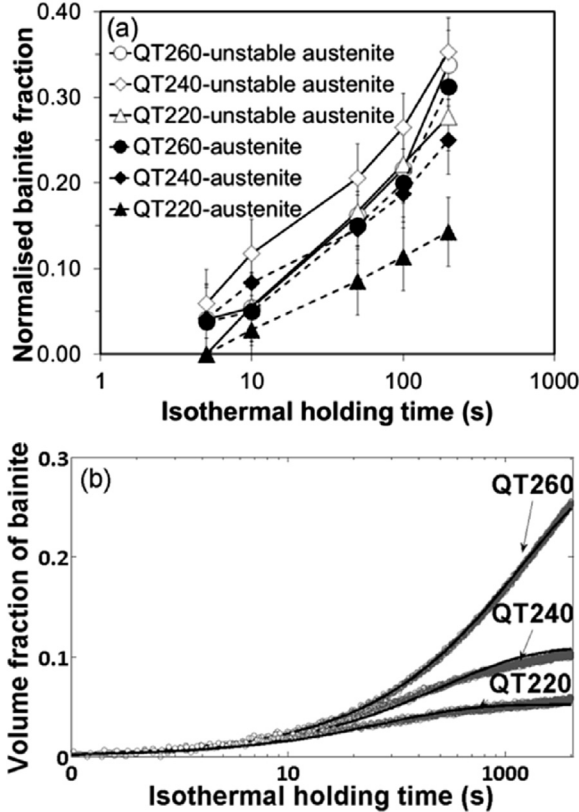 0.40
(a)
QT260-unstable austenite
QT240-unstable austenite
QT220-unstable austenite
QT260-austenite
QT240-austenite
QT220-austenite
0.30
0.20
0.10
0.00
Normalised bainite fraction
1
10
100
1000
Isothermal holding time (s)
0.3
(b)
QT260
0.2
QT240
0.1
QT220
0
Volume fraction of bainite
0
10
1000
Isothermal holding time (s)